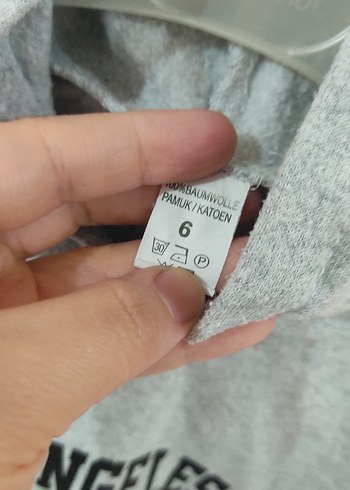 100%BAUMWOLLE
PAMUK / KATOEN
6
30
P
NGELES